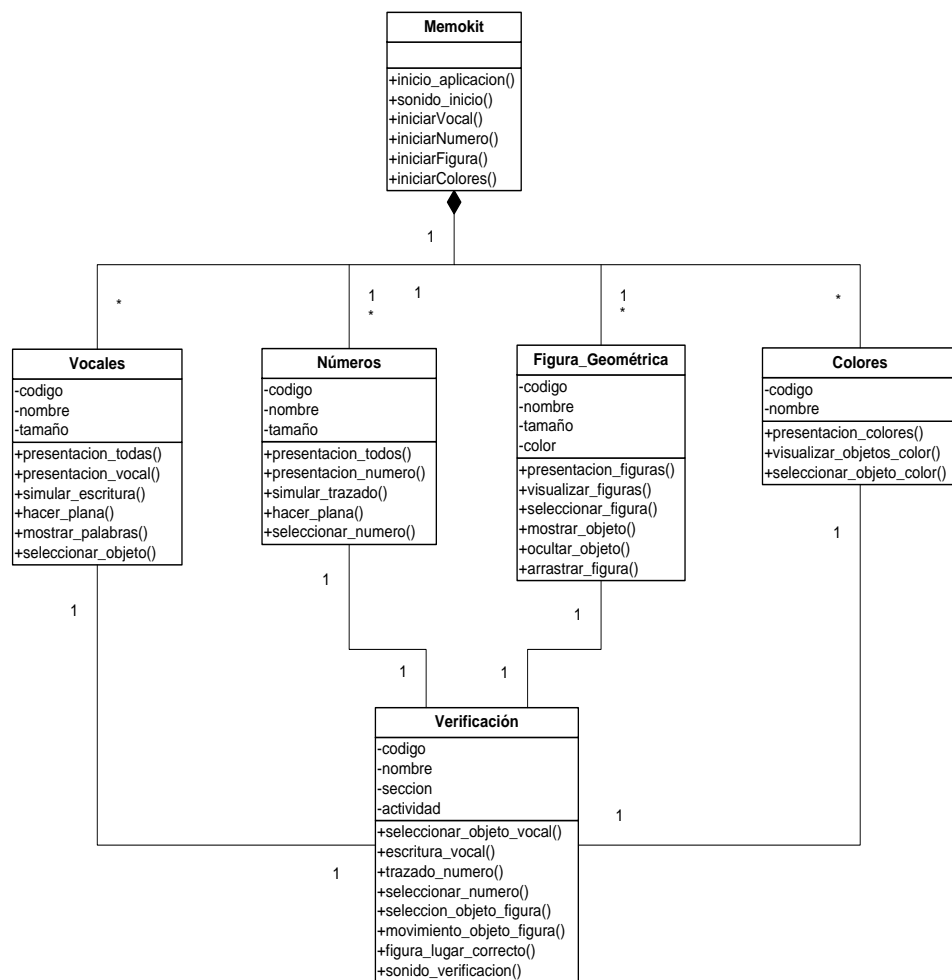 Memokit
+inicio_aplicacion()
+sonido_inicio()
+iniciarVocal()
+iniciarNumero()
+iniciarFigura()
+iniciarColores()
1
1
1
1
*
*
*
*
Vocales
-codigo
-nombre
-tamaño
+presentacion_todas()
+presentacion_vocal()
+simular_escritura()
+hacer_plana()
+mostrar_palabras()
+seleccionar_objeto()
Números
-codigo
-nombre
-tamaño
+presentacion_todos()
+presentacion_numero()
+simular_trazado()
+hacer_plana()
+seleccionar_numero()
Figura_Geométrica
-codigo
-nombre
-tamaño
-color
+presentacion_figuras()
+visualizar_figuras()
+seleccionar_figura()
+mostrar_objeto()
+ocultar_objeto()
+arrastrar_figura()
Colores
-codigo
-nombre
+presentacion_colores()
+visualizar_objetos_color()
+seleccionar_objeto_color()
1
1
1
1
1
1
1
1
Verificación
-codigo
-nombre
-seccion
-actividad
+seleccionar_objeto_vocal()
+escritura_vocal()
+trazado_numero()
+seleccionar_numero()
+seleccion_objeto_figura()
+movimiento_objeto_figura()
+figura_lugar_correcto()
+sonido_verificacion()